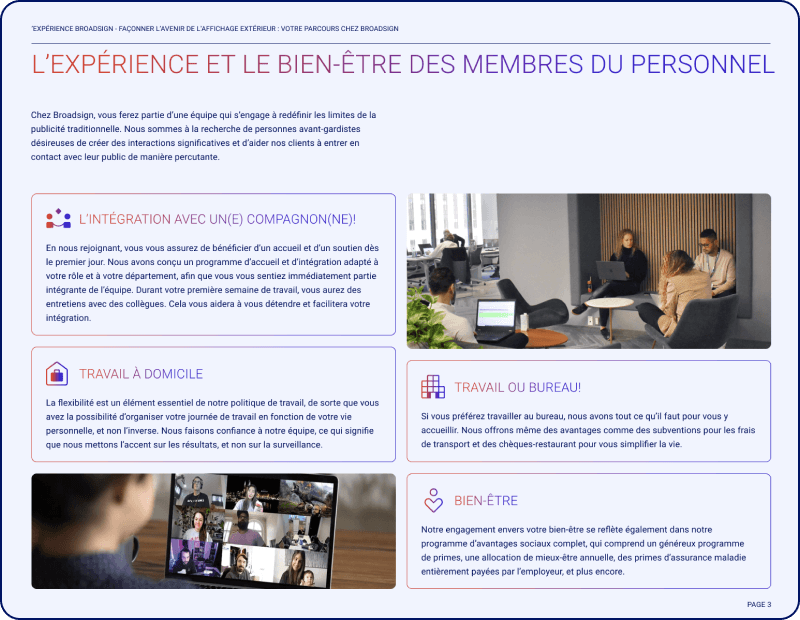 'EXPÉRIENCE BROADSIGN - FAÇONNER L'AVENIR DE L'AFFICHAGE EXTÉRIEUR : VOTRE PARCOURS CHEZ BROADSIGN
L'EXPÉRIENCE ET LE BIEN-ÊTRE DES MEMBRES DU PERSONNEL
Chez Broadsign, vous ferez partie d'une équipe qui s'engage à redéfinir les limites de la
publicité traditionnelle. Nous sommes à la recherche de personnes avant-gardistes
désireuses de créer des interactions significatives et d'aider nos clients à entrer en
contact avec leur public de manière percutante.
L'INTÉGRATION AVEC UN(E) COMPAGNON(NE)!
En nous rejoignant, vous vous assurez de bénéficier d'un accueil et d'un soutien dès
le premier jour. Nous avons conçu un programme d'accueil et d'intégration adapté à
votre rôle et à votre département, afin que vous vous sentiez immédiatement partie
intégrante de l'équipe. Durant votre première semaine de travail, vous aurez des
entretiens avec des collègues. Cela vous aidera à vous détendre et facilitera votre
intégration.
TRAVAIL À DOMICILE
La flexibilité est un élément essentiel de notre politique de travail, de sorte que vous
avez la possibilité d'organiser votre journée de travail en fonction de votre vie
personnelle, et non l'inverse. Nous faisons confiance à notre équipe, ce qui signifie
que nous mettons l'accent sur les résultats, et non sur la surveillance.
TRAVAIL OU BUREAU!
Si vous préférez travailler au bureau, nous avons tout ce qu'il faut pour vous y
accueillir. Nous offrons même des avantages comme des subventions pour les frais
de transport et des chèques-restaurant pour vous simplifier la vie.
BIEN-ÊTRE
Notre engagement envers votre bien-être se reflète également dans notre
programme d'avantages sociaux complet, qui comprend un généreux programme
de primes, une allocation de mieux-être annuelle, des primes d'assurance maladie
entièrement payées par l'employeur, et plus encore.
PAGE 3